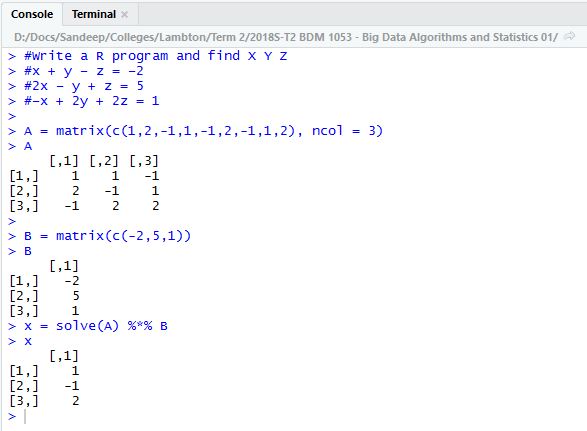 Console Terminal ×
D:/Docs/Sandeep/Colleges/Lambton/Term 2/2018S-T2 BDM 1053 - Big Data Algorithms and Statistics 01/
> #Write a R program and find X Y Z
> #x + y - z = -2
> #2x - y + z = 5
> #-x + 2y + 2z = 1
>
> A = matrix(c(1,2,-1,1,-1,2,-1,1,2), ncol = 3)
> A
     [,1] [,2] [,3]
[1,]    1    1   -1
[2,]    2   -1    1
[3,]   -1    2    2
>
> B = matrix(c(-2,5,1))
> B
     [,1]
[1,]   -2
[2,]    5
[3,]    1
> x = solve(A) %*% B
> x
     [,1]
[1,]    1
[2,]   -1
[3,]    2
>